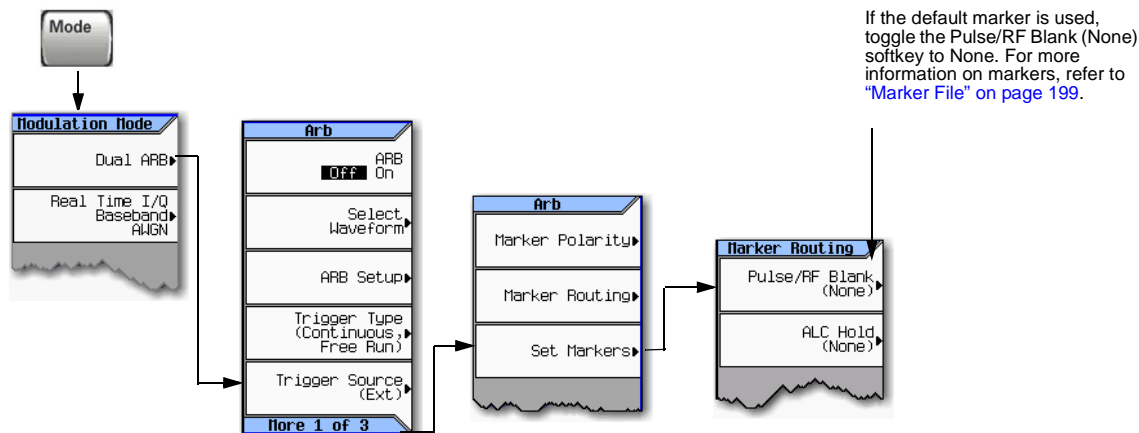 Mode
If the default marker is used,
toggle the Pulse/RF Blank (None)
softkey to None. For more
information on markers, refer to
“Marker File” on page 199.
Modulation Mode
Dual ARB
Real Time I/Q
Baseband
AWGN
Arb
ARB
Off On
Select
Waveform
ARB Setup
Trigger Type
(Continuous,
Free Run)
Trigger Source
(Ext)
More 1 of 3
Arb
Marker Polarity
Marker Routing
Set Markers
Marker Routing
Pulse/RF Blank
(None)
ALC Hold
(None)